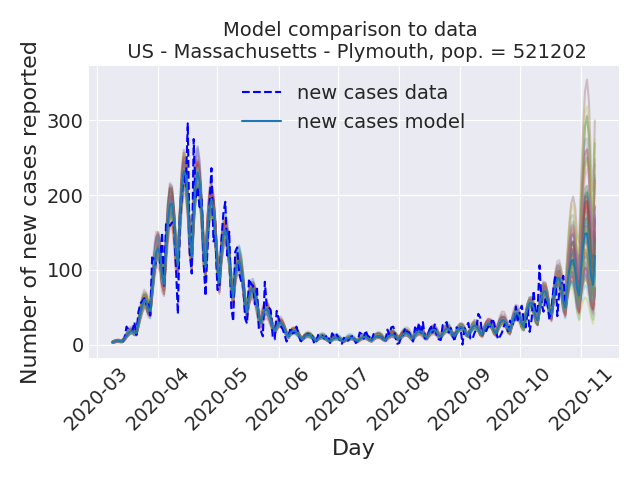 Model comparison to data
US - Massachusetts - Plymouth, pop. = 521202
new cases data
new cases model
Number of new cases reported
300
200
100
0
2020-03
2020-04
2020-05
2020-06
2020-07
2020-08
2020-09
2020-10
2020-11
Day